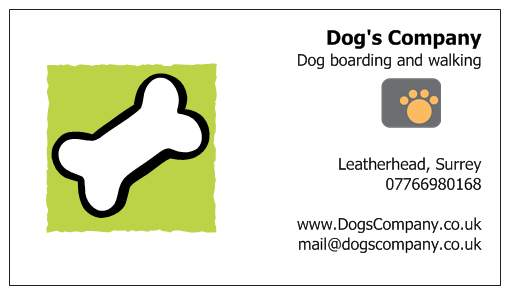 Dog's Company
Dog boarding and walking
Leatherhead, Surrey
07766980168
www.DogsCompany.co.uk
mail@dogscompany.co.uk